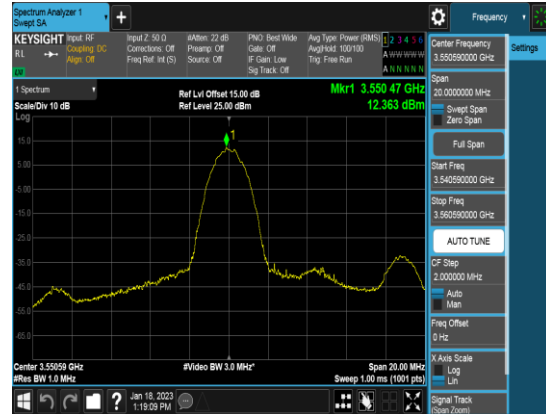 Spectrum Analyzer 1
Swept SA
+
Frequency
KEYSIGHT
RL
Input: RF
Coupling: DC
Align: Off
Input Z: 50 Ω
Corrections: Off
Freq Ref: Int (S)
#Atten: 22 dB
Preamp: Off
Source: Off
PNO: Best Wide
Gate: Off
IF Gain: Low
Sig Track: Off
Avg Type: Power (RMS)
Avg|Hold: 100/100
Trig: Free Run
1 2 3 4 5 6
A W W W W W
A N N N N N
1 Spectrum
Scale/Div 10 dB
Log
Ref Lvl Offset 15.00 dB
Ref Level 25.00 dBm
Mkr1 3.550 47 GHz
12.363 dBm
1
15.0
5.00
-5.00
-15.0
-25.0
-35.0
-45.0
-55.0
-65.0
Center 3.55059 GHz
#Res BW 1.0 MHz
#Video BW 3.0 MHz*
Span 20.00 MHz
Sweep 1.00 ms (1001 pts)
Center Frequency
3.550590000 GHz
Settings
Span
20.0000000 MHz
Swept Span
Zero Span
Full Span
Start Freq
3.540590000 GHz
Stop Freq
3.560590000 GHz
AUTO TUNE
CF Step
2.000000 MHz
Auto
Man
Freq Offset
0 Hz
X Axis Scale
Log
Lin
Signal Track
(Span Zoom)
?
Jan 18, 2023
1:19:09 PM